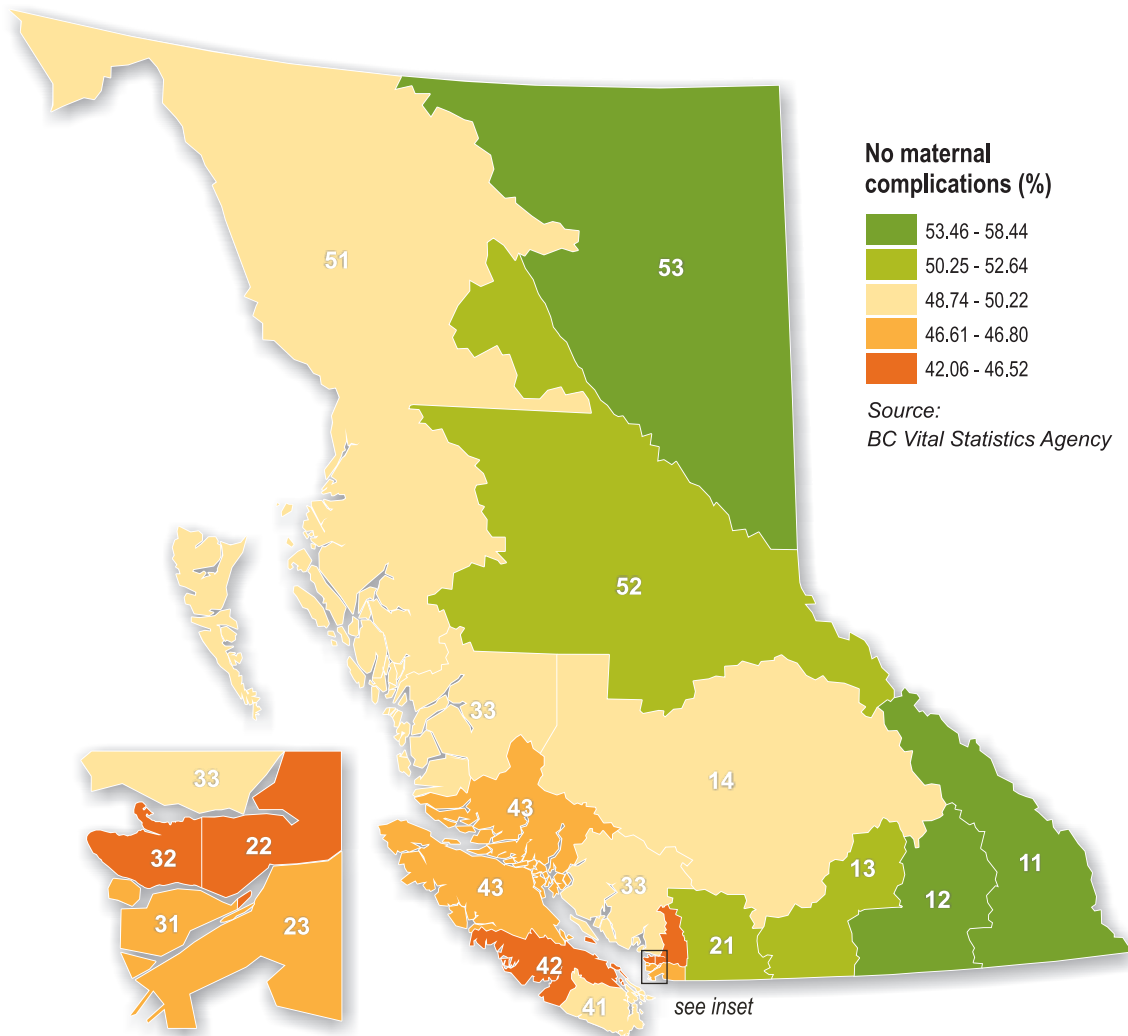 No maternal
complications (%)
53.46 - 58.44
50.25 - 52.64
48.74 - 50.22
46.61 - 46.80
42.06 - 46.52
Source:
BC Vital Statistics Agency
51
53
52
33
14
43
43
33
13
12
11
21
42
41
see inset
33
32
22
31
23